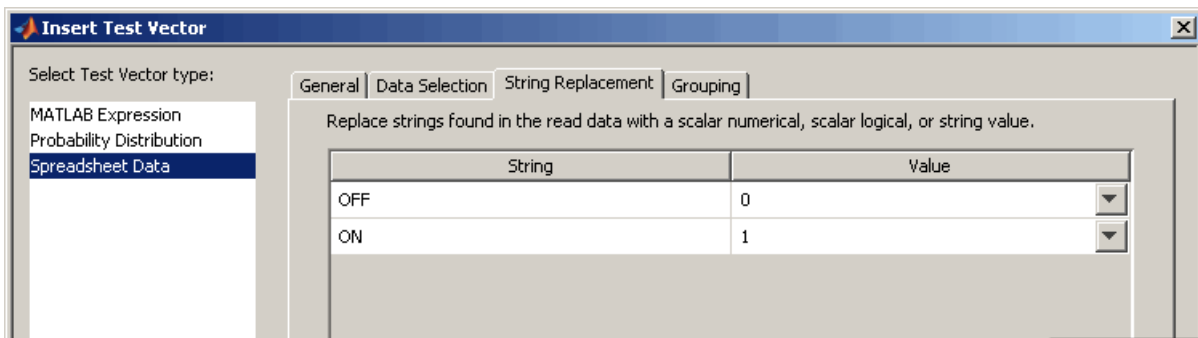 Insert Test Vector
Select Test Vector type:
MATLAB Expression
Probability Distribution
Spreadsheet Data
General Data Selection String Replacement Grouping
Replace strings found in the read data with a scalar numerical, scalar logical, or string value.
String Value
OFF 0
ON 1